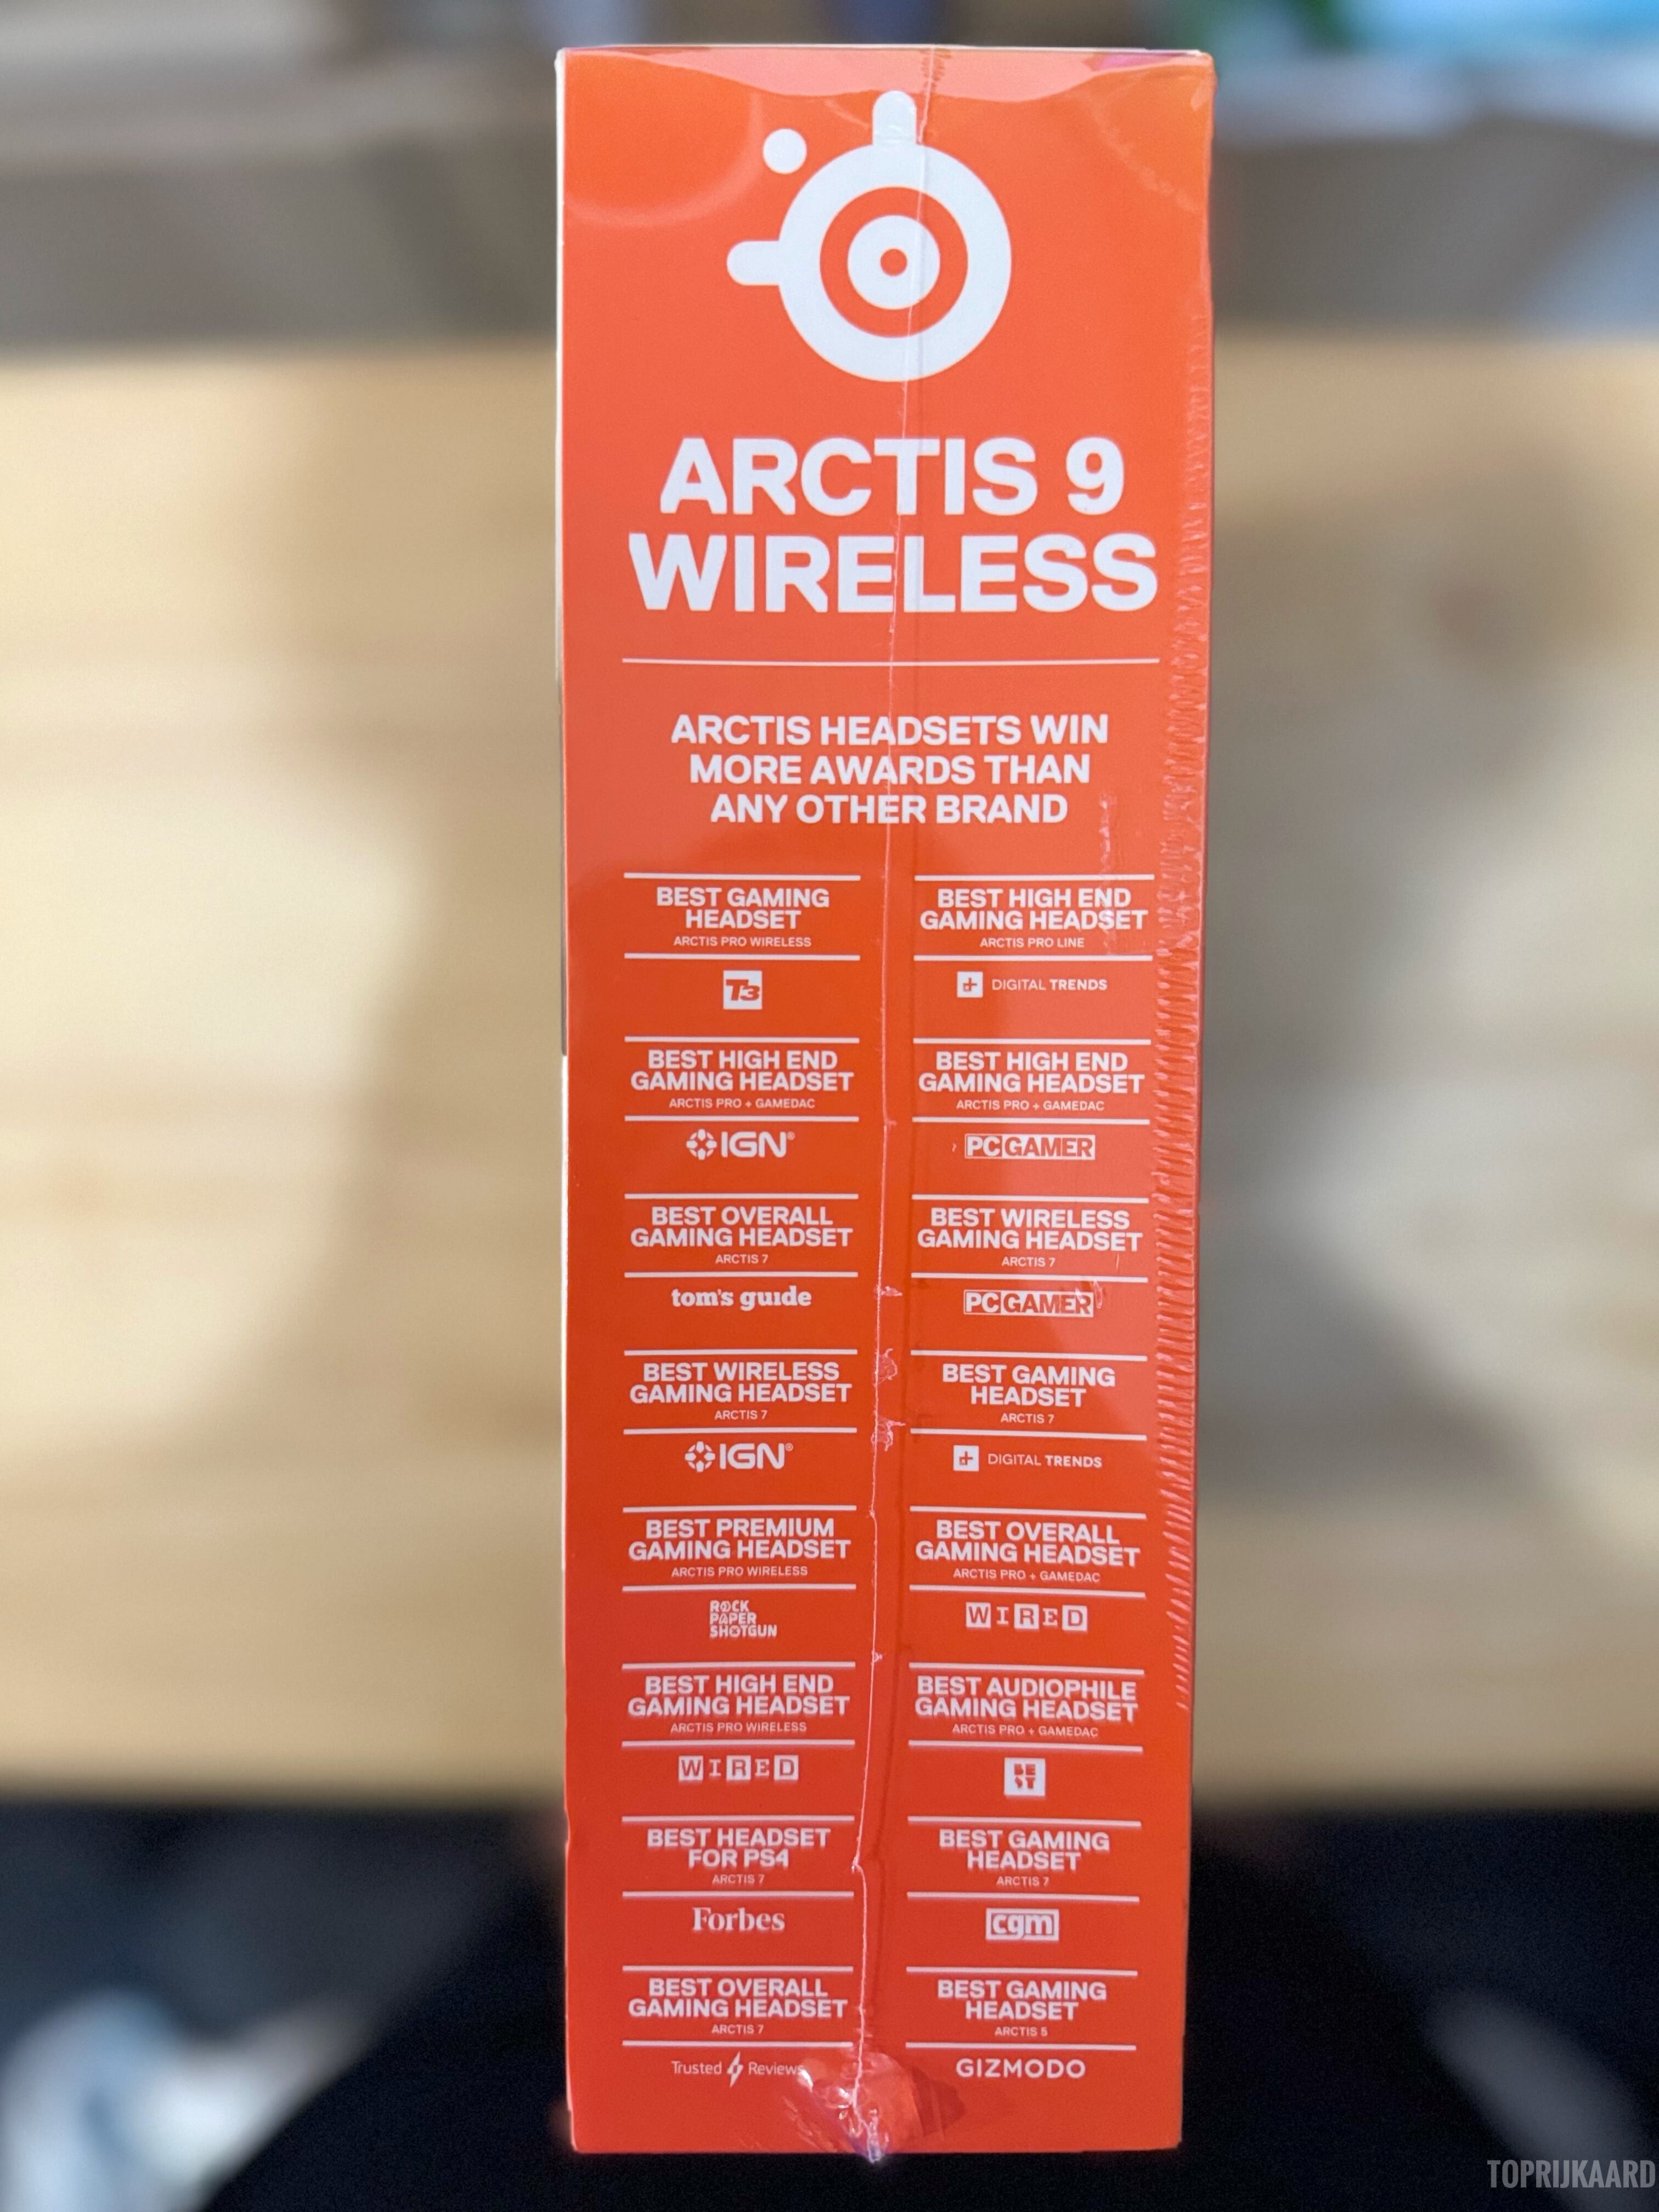 ARCTIS 9
WIRELESS
ARCTIS HEADSETS WIN
MORE AWARDS THAN
ANY OTHER BRAND
BEST GAMING
HEADSET
ARCTIS PRO WIRELESS
T3
BEST HIGH END
GAMING HEADSET
ARCTIS PRO LINE
DIGITAL TRENDS
BEST HIGH END
GAMING HEADSET
ARCTIS PRO + GAMEDAC
IGN®
BEST HIGH END
GAMING HEADSET
ARCTIS PRO + GAMEDAC
PCGAMER
BEST OVERALL
GAMING HEADSET
ARCTIS 7
tom's guide
BEST WIRELESS
GAMING HEADSET
ARCTIS 7
PCGAMER
BEST WIRELESS
GAMING HEADSET
ARCTIS 7
IGN®
BEST GAMING
HEADSET
ARCTIS 7
DIGITAL TRENDS
BEST PREMIUM
GAMING HEADSET
ARCTIS PRO WIRELESS
ROCK
PAPER
SHOTGUN
BEST OVERALL
GAMING HEADSET
ARCTIS PRO + GAMEDAC
WIRED
BEST HIGH END
GAMING HEADSET
ARCTIS PRO WIRELESS
WIRED
BEST AUDIOPHILE
GAMING HEADSET
ARCTIS PRO + GAMEDAC
BE
ST
BEST HEADSET
FOR PS4
ARCTIS 7
Forbes
BEST GAMING
HEADSET
ARCTIS 7
cgm
BEST OVERALL
GAMING HEADSET
ARCTIS 7
Trusted Reviews
BEST GAMING
HEADSET
ARCTIS 5
GIZMODO
TOPRIJKAARD